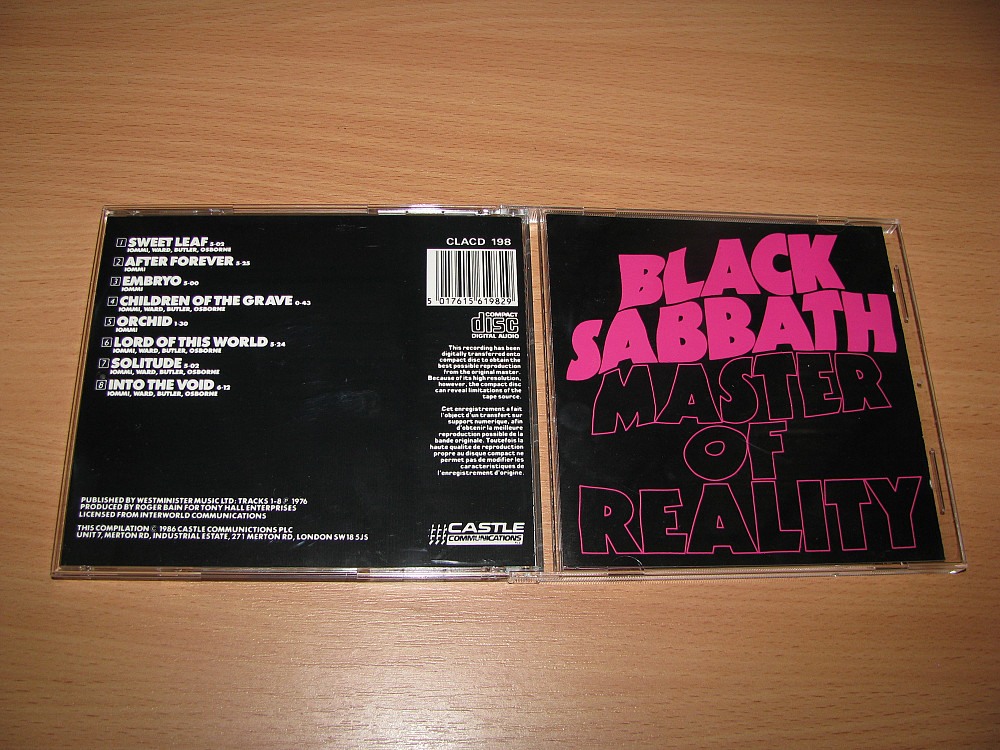 1 SWEET LEAF 5-02
IOMMI, WARD, BUTLER, OSBORNE
2 AFTER FOREVER 5-25
IOMMI
3 EMBRYO 5-00
IOMMI
4 CHILDREN OF THE GRAVE 0-43
IOMMI, WARD, BUTLER, OSBORNE
5 ORCHID 1-30
IOMMI
6 LORD OF THIS WORLD 5-24
IOMMI, WARD, BUTLER, OSBORNE
7 SOLITUDE 5-02
IOMMI, WARD, BUTLER, OSBORNE
8 INTO THE VOID 6-12
IOMMI, WARD, BUTLER, OSBORNE
PUBLISHED BY WESTMINISTER MUSIC LTD: TRACKS 1-8 ℗ 1976
PRODUCED BY ROGER BAIN FOR TONY HALL ENTERPRISES
LICENSED FROM INTERWORLD COMMUNICATIONS
THIS COMPILATION © 1986 CASTLE COMMUNICTIONS PLC
UNIT 7, MERTON RD, INDUSTRIAL ESTATE, 271 MERTON RD, LONDON SW18 5JS
CLACD 198
5 017615 619829
COMPACT
disc
DIGITAL AUDIO
This recording has been
digitally transferred onto
compact disc to obtain the
best possible reproduction
from the original master.
Because of its high resolution,
however, the compact disc
can reveal limitations of the
tape source.
Cet enregistrement a fait
l'objet d'un transfert sur
support numerique, afin
d'obtenir la meilleure
reproduction possible de la
bande originale. Toutefois la
haute qualite de reproduction
propre au disque compact ne
permet pas de modifier les
caracteristiques de
l'enregistrement d'origine.
CASTLE
COMMUNICATIONS
BLACK
SABBATH
MASTER
OF
REALITY